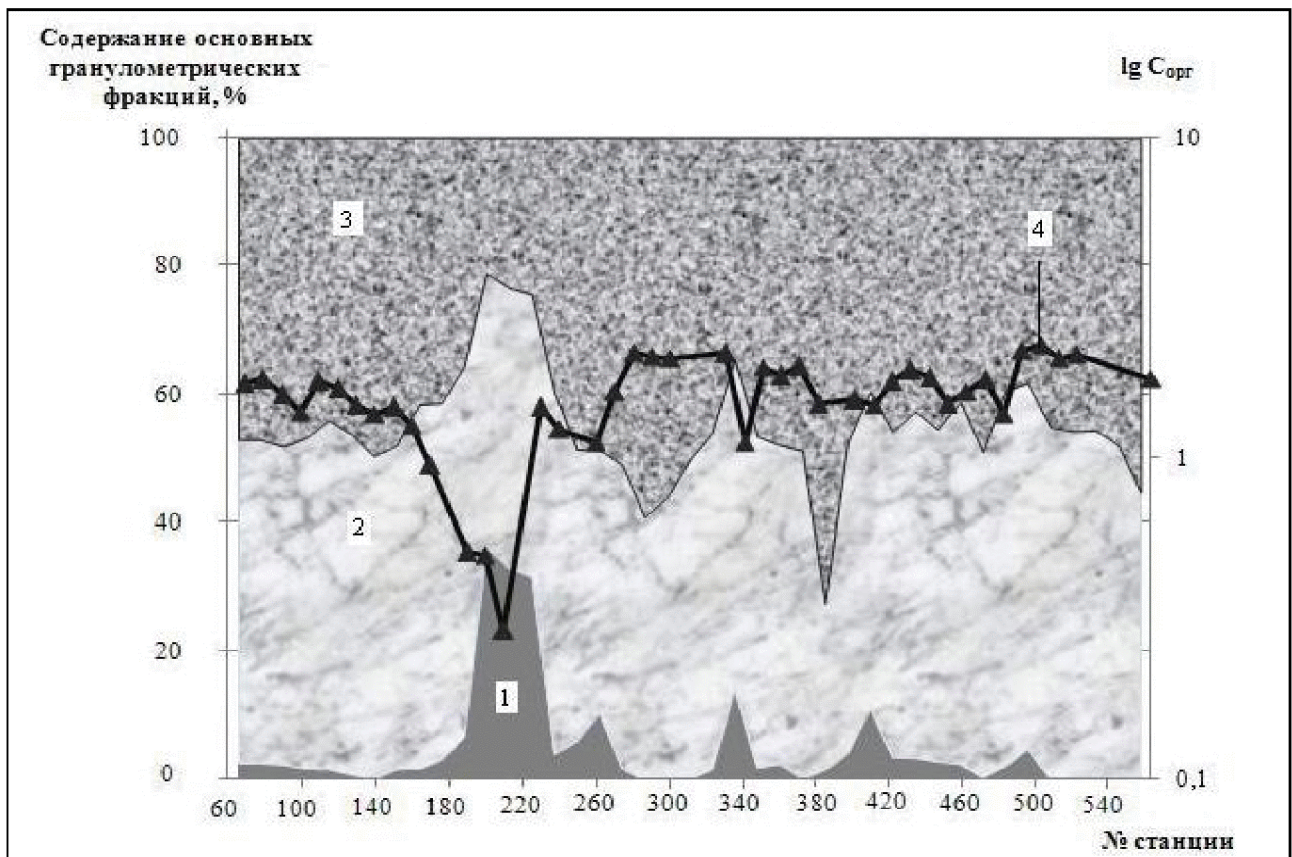 Содержание основных
гранулометрических
фракций, %
lg Cорг
100
10
3
4
80
60
1
2
40
20
1
0
0,1
60 100 140 180 220 260 300 340 380 420 460 500 540
№ станции